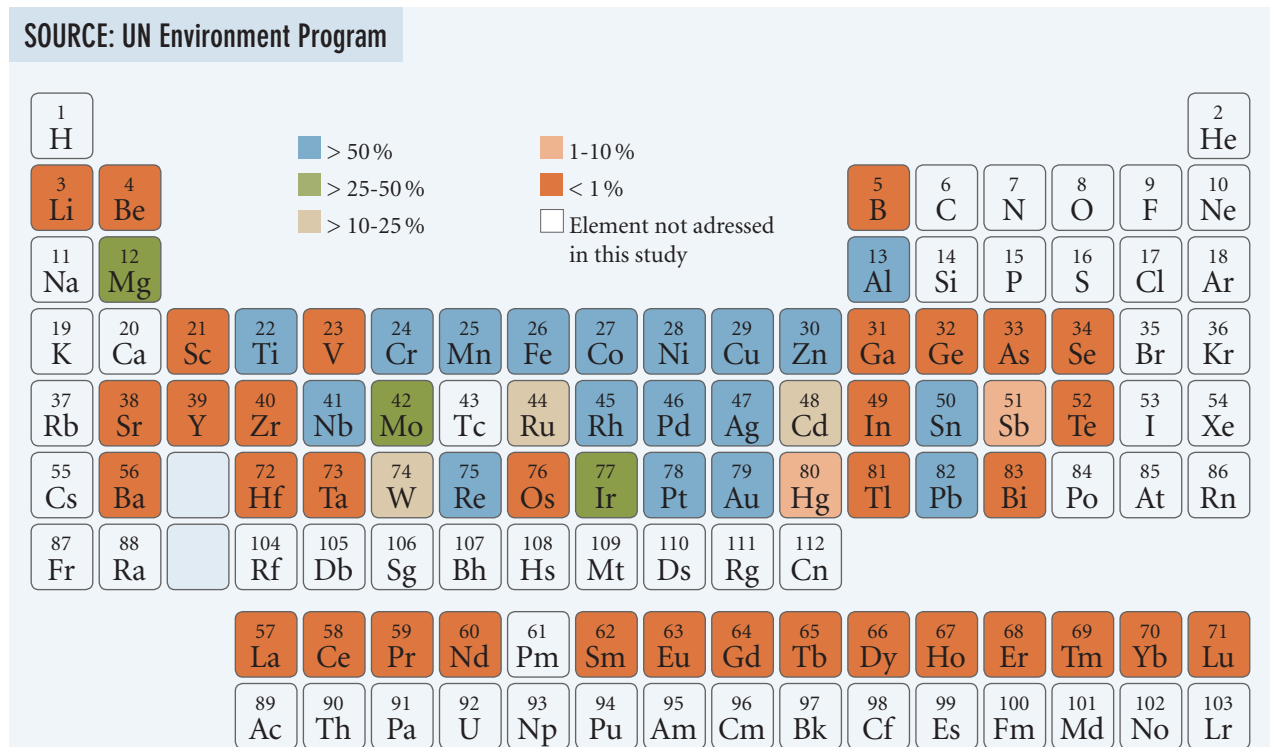 SOURCE: UN Environment Program
1 2
H He
> 50 % 1-10 %
> 25-50 % < 1 %
> 10-25 % Element not adressed
in this study
3 4 5 6 7 8 9 10
Li Be B C N O F Ne
11 12 13 14 15 16 17 18
Na Mg Al Si P S Cl Ar
19 20 21 22 23 24 25 26 27 28 29 30 31 32 33 34 35 36
K Ca Sc Ti V Cr Mn Fe Co Ni Cu Zn Ga Ge As Se Br Kr
37 38 39 40 41 42 43 44 45 46 47 48 49 50 51 52 53 54
Rb Sr Y Zr Nb Mo Tc Ru Rh Pd Ag Cd In Sn Sb Te I Xe
55 56 72 73 74 75 76 77 78 79 80 81 82 83 84 85 86
Cs Ba Hf Ta W Re Os Ir Pt Au Hg Tl Pb Bi Po At Rn
87 88 104 105 106 107 108 109 110 111 112
Fr Ra Rf Db Sg Bh Hs Mt Ds Rg Cn
57 58 59 60 61 62 63 64 65 66 67 68 69 70 71
La Ce Pr Nd Pm Sm Eu Gd Tb Dy Ho Er Tm Yb Lu
89 90 91 92 93 94 95 96 97 98 99 100 101 102 103
Ac Th Pa U Np Pu Am Cm Bk Cf Es Fm Md No Lr